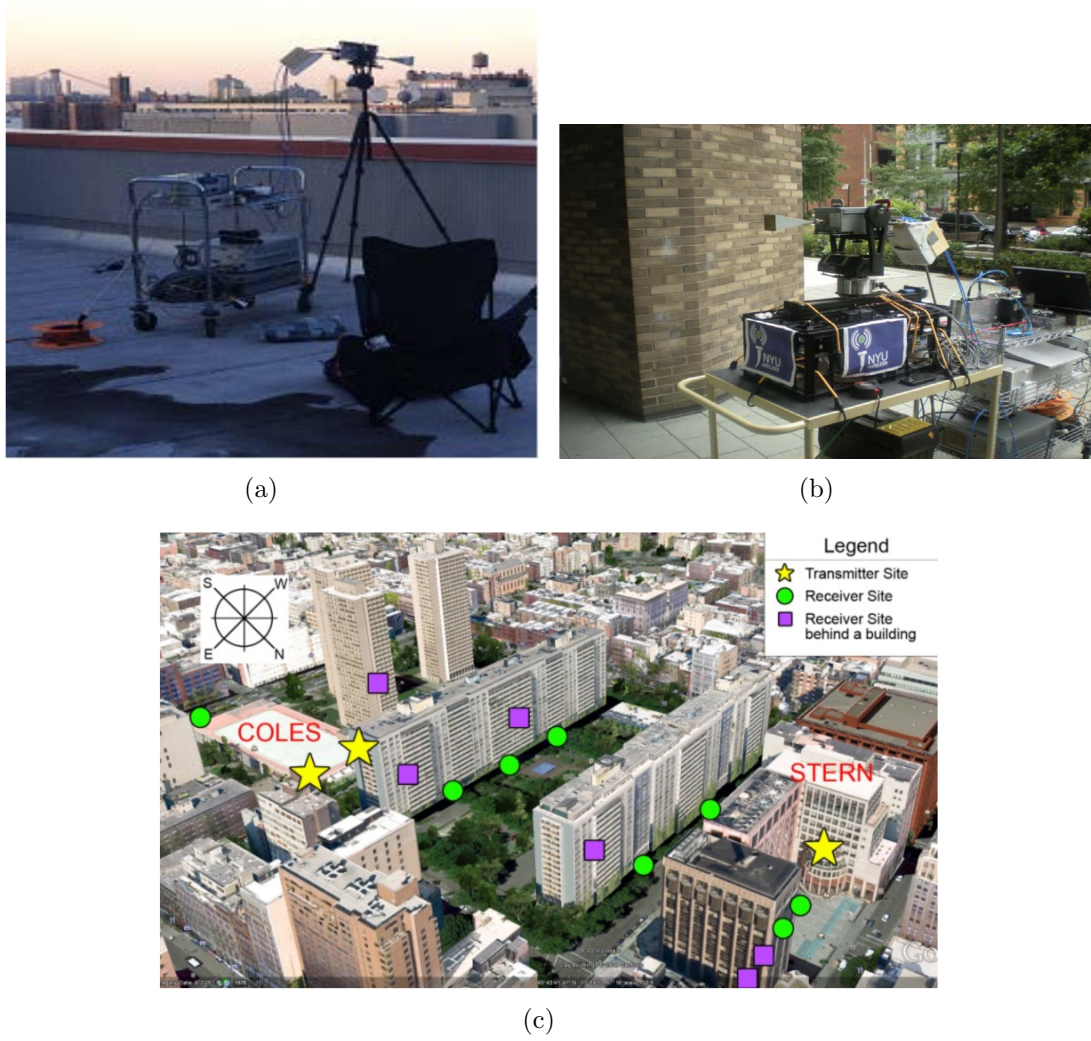 (a)
NYU
NYU
(b)
Legend
Transmitter Site
Receiver Site
Receiver Site
behind a building
S
W
E
N
COLES
STERN
(c)